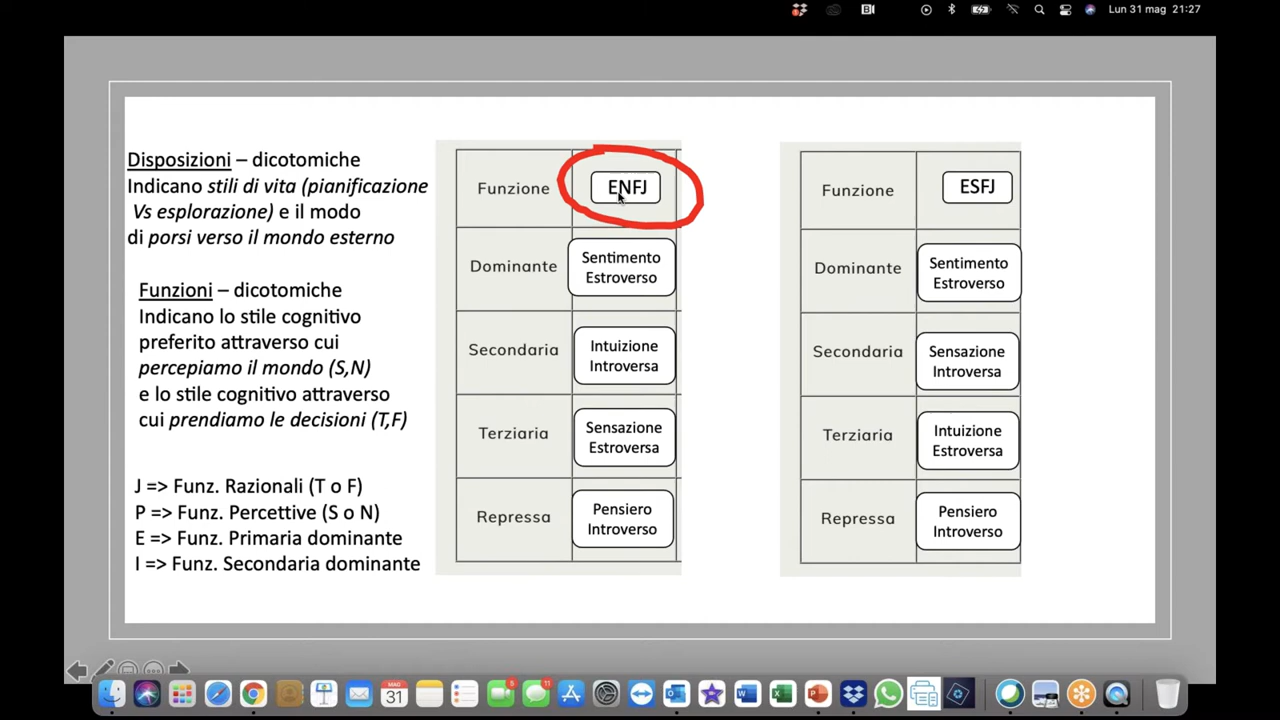 Lun 31 mag 21:27
Disposizioni – dicotomiche
Indicano stili di vita (pianificazione
Vs esplorazione) e il modo
di porsi verso il mondo esterno
Funzioni – dicotomiche
Indicano lo stile cognitivo
preferito attraverso cui
percepiamo il mondo (S,N)
e lo stile cognitivo attraverso
cui prendiamo le decisioni (T,F)
J => Funz. Razionali (T o F)
P => Funz. Percettive (S o N)
E => Funz. Primaria dominante
I => Funz. Secondaria dominante
Funzione
ENFJ
Dominante
Sentimento
Estroverso
Secondaria
Intuizione
Introversa
Terziaria
Sensazione
Estroversa
Repressa
Pensiero
Introverso
Funzione
ESFJ
Dominante
Sentimento
Estroverso
Secondaria
Sensazione
Introversa
Terziaria
Intuizione
Estroversa
Repressa
Pensiero
Introverso
MAG
31
5
11